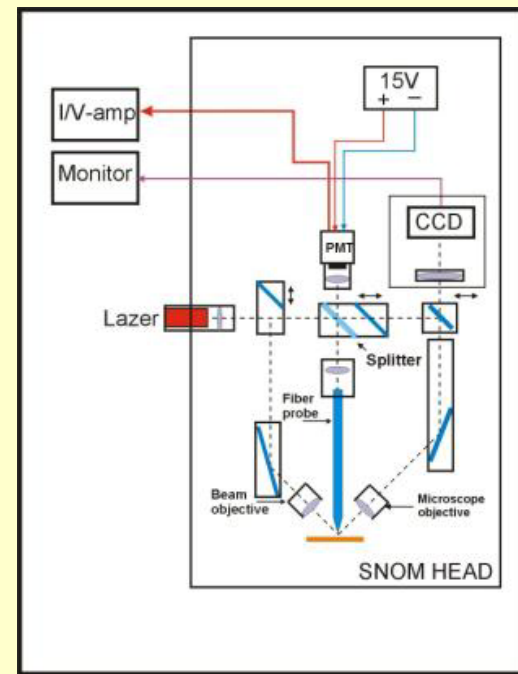 15V
+ −
I/V-amp
Monitor
CCD
PMT
Lazer
Splitter
Fiber
probe
Beam
objective
Microscope
objective
SNOM HEAD